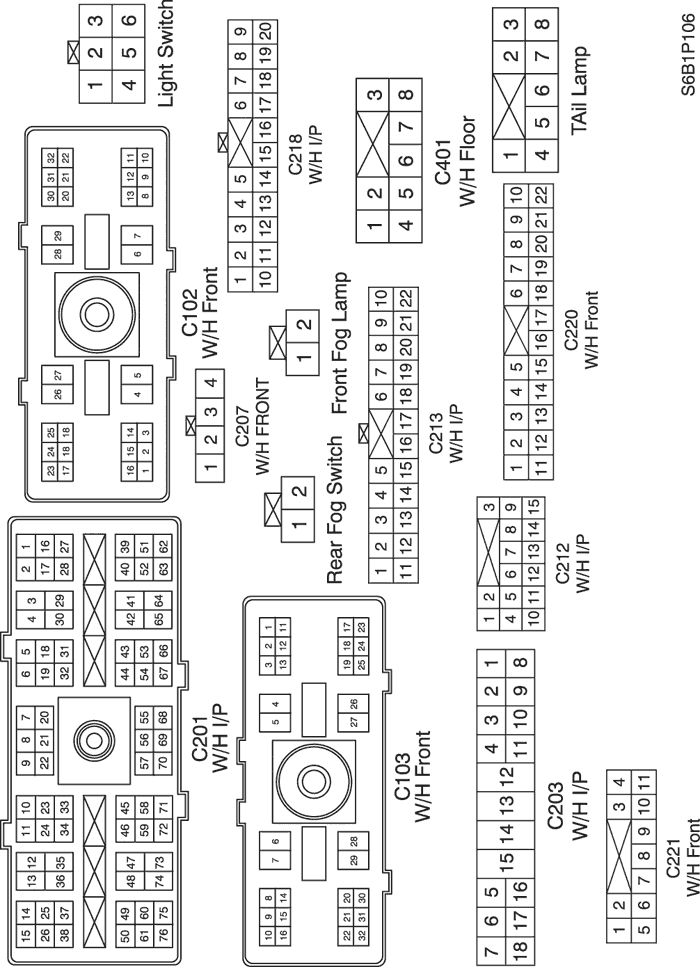 15 14 13 12 11 10 9 8 7 6 5 4 3 2 1
26 25 24 23 22 21 20 19 18 17 16
38 37 36 35 34 33 32 31 30 29 28 27
50 49 48 47 46 45 44 43 42 41 40 39
61 60 59 58 57 56 55 54 53 52 51
76 75 74 73 72 71 70 69 68 67 66 65 64 63 62
C201
W/H I/P
23 24 25 26 27 28 29 30 31 32
17 18 18 20 21 22
16 15 14 4 5 6 7 13 12 11
1 2 3 8 9 10
C102
W/H Front
1 2 3
4 5 6
Light Switch
10 9 8 7 6 5 4 3 2 1
16 15 14 13 12 11
22 21 20 29 28 27 26 19 18 17
32 31 30 25 24 23
C103
W/H Front
1 2
Rear Fog Switch
1 2 3 4
C207
W/H FRONT
1 2
Front Fog Lamp
1 2 3 4 5 6 7 8 9
10 11 12 13 14 15 16 17 18 19 20
C218
W/H I/P
1 2 3 4 5 6 7 8 9 10
11 12 13 14 15 16 17 18 19 20 21 22
C213
W/H I/P
1 2 3
4 5 6 7 8
C401
W/H Floor
7 6 5 15 14 13 12 4 3 2 1
18 17 16 11 10 9 8
C203
W/H I/P
1 2 3
4 5 6 7 8 9
10 11 12 13 14 15
C212
W/H I/P
1 2 3 4 5 6 7 8 9 10
11 12 13 14 15 16 17 18 19 20 21 22
C220
W/H Front
1 2 3
4 5 6 7 8
TAil Lamp
1 2 3 4
5 6 7 8 9 10 11
C221
W/H Front
S6B1P106